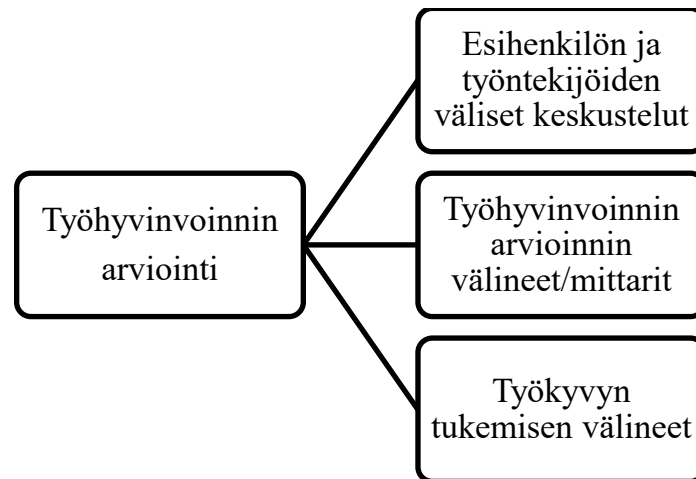 Esihenkilön ja
työntekijöiden
väliset keskustelut
Työhyvinvoinnin
arviointi
Työhyvinvoinnin
arvioinnin
välineet/mittarit
Työkyvyn
tukemisen välineet